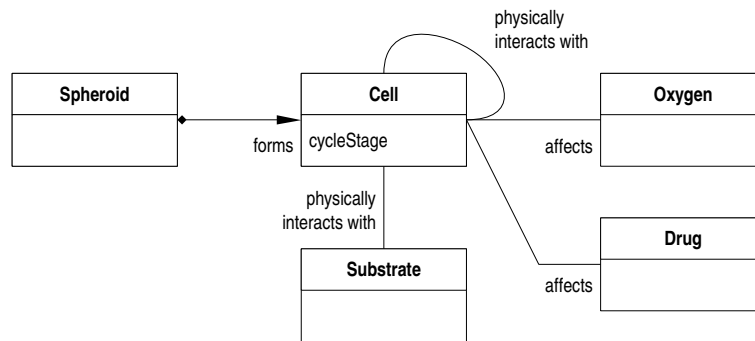 physically
interacts with
Spheroid
Cell
Oxygen
forms
cycleStage
affects
physically
interacts with
Drug
Substrate
affects